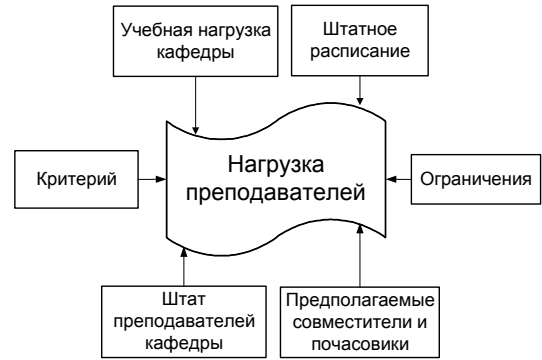 Учебная нагрузка
кафедры
Штатное
расписание
Критерий
Нагрузка
преподавателей
Ограничения
Штат
преподавателей
кафедры
Предполагаемые
совместители и
почасовики